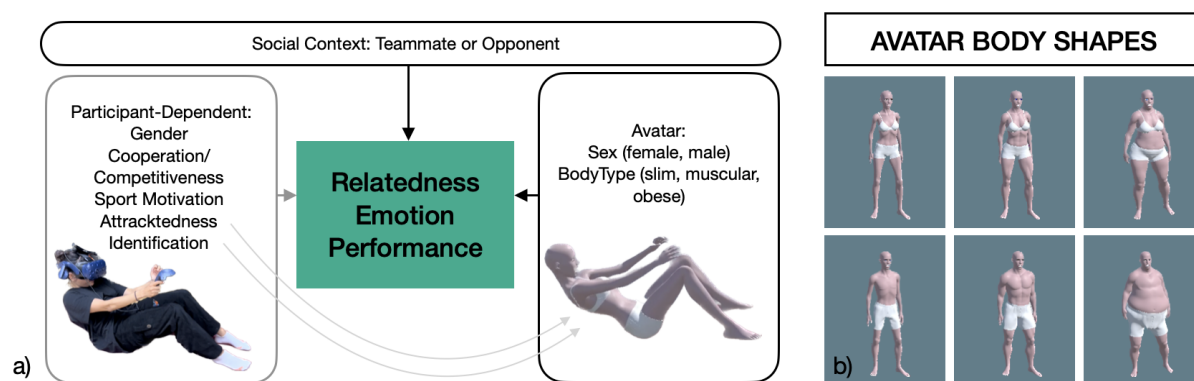 Social Context: Teammate or Opponent
Participant-Dependent:
Gender
Cooperation/
Competitiveness
Sport Motivation
Attracktedness
Identification
Relatedness
Emotion
Performance
Avatar:
Sex (female, male)
BodyType (slim, muscular,
obese)
a)
AVATAR BODY SHAPES
b)